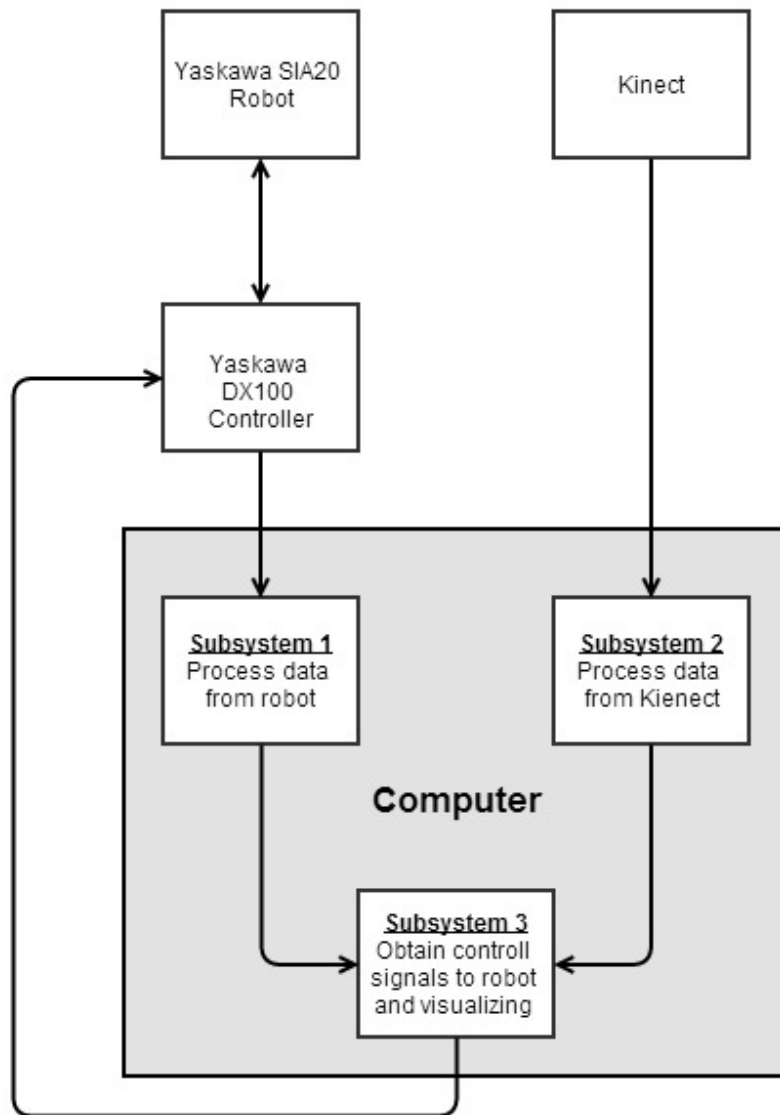 Yaskawa SIA20
Robot
Kinect
Yaskawa
DX100
Controller
Subsystem 1
Process data
from robot
Subsystem 2
Process data
from Kienect
Computer
Subsystem 3
Obtain controll
signals to robot
and visualizing